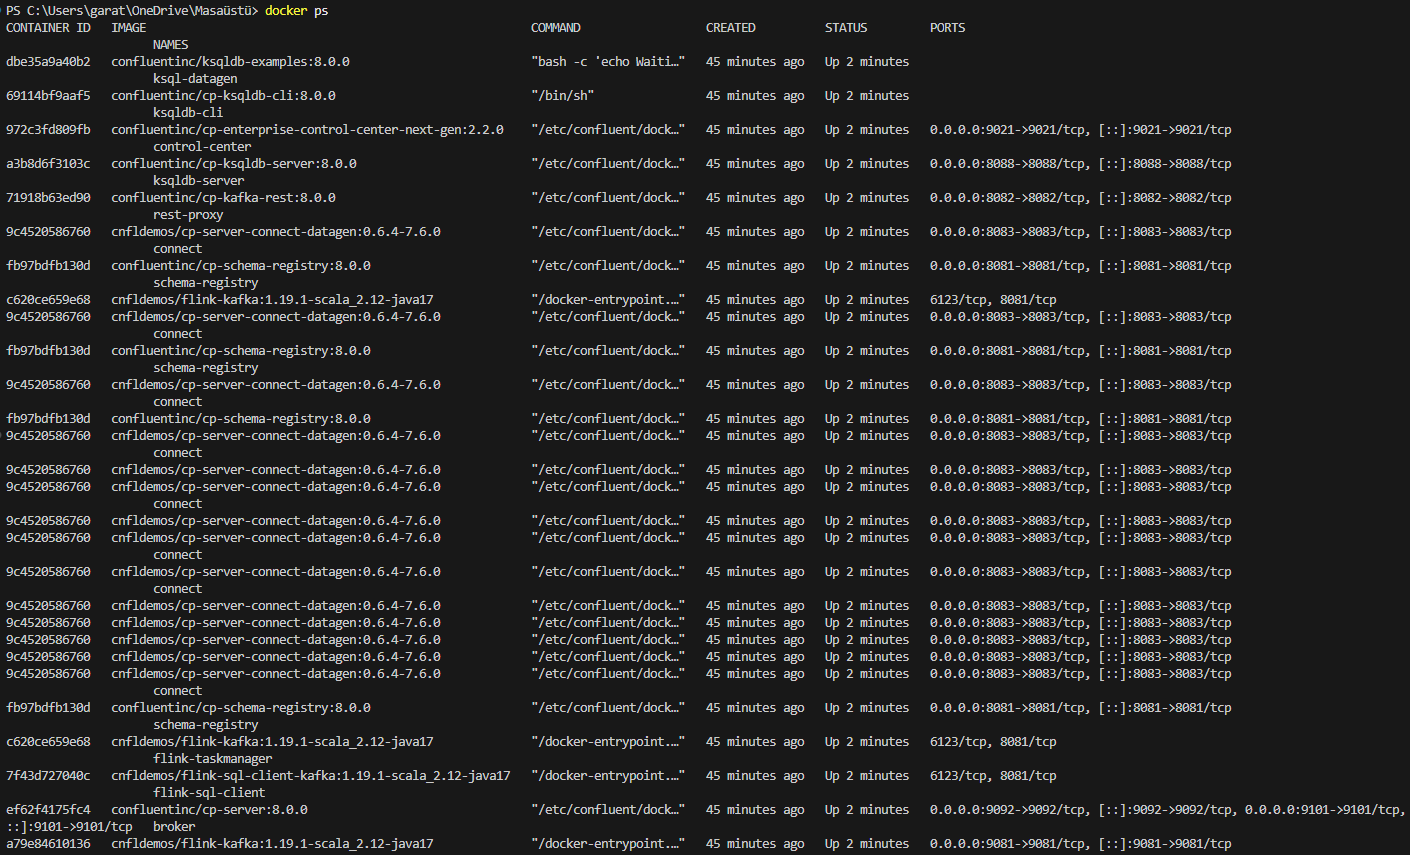 PS C:\Users\garat\OneDrive\Masaüstü> docker ps
CONTAINER ID   IMAGE   COMMAND   CREATED   STATUS   PORTS
NAMES
dbe35a9a40b2   confluentinc/ksqldb-examples:8.0.0   "bash -c 'echo Waiti…"   45 minutes ago   Up 2 minutes
ksql-datagen
69114bf9aaf5   confluentinc/cp-ksqldb-cli:8.0.0   "/bin/sh"   45 minutes ago   Up 2 minutes
ksqldb-cli
972c3fd809fb   confluentinc/cp-enterprise-control-center-next-gen:2.2.0   "/etc/confluent/dock…"   45 minutes ago   Up 2 minutes   0.0.0.0:9021->9021/tcp, [::]:9021->9021/tcp
control-center
a3b8d6f3103c   confluentinc/cp-ksqldb-server:8.0.0   "/etc/confluent/dock…"   45 minutes ago   Up 2 minutes   0.0.0.0:8088->8088/tcp, [::]:8088->8088/tcp
ksqldb-server
71918b63ed90   confluentinc/cp-kafka-rest:8.0.0   "/etc/confluent/dock…"   45 minutes ago   Up 2 minutes   0.0.0.0:8082->8082/tcp, [::]:8082->8082/tcp
rest-proxy
9c4520586760   cnfldemos/cp-server-connect-datagen:0.6.4-7.6.0   "/etc/confluent/dock…"   45 minutes ago   Up 2 minutes   0.0.0.0:8083->8083/tcp, [::]:8083->8083/tcp
connect
fb97bdfb130d   confluentinc/cp-schema-registry:8.0.0   "/etc/confluent/dock…"   45 minutes ago   Up 2 minutes   0.0.0.0:8081->8081/tcp, [::]:8081->8081/tcp
schema-registry
c620ce659e68   cnfldemos/flink-kafka:1.19.1-scala_2.12-java17   "/docker-entrypoint.…"   45 minutes ago   Up 2 minutes   6123/tcp, 8081/tcp
9c4520586760   cnfldemos/cp-server-connect-datagen:0.6.4-7.6.0   "/etc/confluent/dock…"   45 minutes ago   Up 2 minutes   0.0.0.0:8083->8083/tcp, [::]:8083->8083/tcp
connect
fb97bdfb130d   confluentinc/cp-schema-registry:8.0.0   "/etc/confluent/dock…"   45 minutes ago   Up 2 minutes   0.0.0.0:8081->8081/tcp, [::]:8081->8081/tcp
schema-registry
9c4520586760   cnfldemos/cp-server-connect-datagen:0.6.4-7.6.0   "/etc/confluent/dock…"   45 minutes ago   Up 2 minutes   0.0.0.0:8083->8083/tcp, [::]:8083->8083/tcp
connect
fb97bdfb130d   confluentinc/cp-schema-registry:8.0.0   "/etc/confluent/dock…"   45 minutes ago   Up 2 minutes   0.0.0.0:8081->8081/tcp, [::]:8081->8081/tcp
9c4520586760   cnfldemos/cp-server-connect-datagen:0.6.4-7.6.0   "/etc/confluent/dock…"   45 minutes ago   Up 2 minutes   0.0.0.0:8083->8083/tcp, [::]:8083->8083/tcp
connect
9c4520586760   cnfldemos/cp-server-connect-datagen:0.6.4-7.6.0   "/etc/confluent/dock…"   45 minutes ago   Up 2 minutes   0.0.0.0:8083->8083/tcp, [::]:8083->8083/tcp
9c4520586760   cnfldemos/cp-server-connect-datagen:0.6.4-7.6.0   "/etc/confluent/dock…"   45 minutes ago   Up 2 minutes   0.0.0.0:8083->8083/tcp, [::]:8083->8083/tcp
connect
9c4520586760   cnfldemos/cp-server-connect-datagen:0.6.4-7.6.0   "/etc/confluent/dock…"   45 minutes ago   Up 2 minutes   0.0.0.0:8083->8083/tcp, [::]:8083->8083/tcp
9c4520586760   cnfldemos/cp-server-connect-datagen:0.6.4-7.6.0   "/etc/confluent/dock…"   45 minutes ago   Up 2 minutes   0.0.0.0:8083->8083/tcp, [::]:8083->8083/tcp
connect
9c4520586760   cnfldemos/cp-server-connect-datagen:0.6.4-7.6.0   "/etc/confluent/dock…"   45 minutes ago   Up 2 minutes   0.0.0.0:8083->8083/tcp, [::]:8083->8083/tcp
connect
9c4520586760   cnfldemos/cp-server-connect-datagen:0.6.4-7.6.0   "/etc/confluent/dock…"   45 minutes ago   Up 2 minutes   0.0.0.0:8083->8083/tcp, [::]:8083->8083/tcp
9c4520586760   cnfldemos/cp-server-connect-datagen:0.6.4-7.6.0   "/etc/confluent/dock…"   45 minutes ago   Up 2 minutes   0.0.0.0:8083->8083/tcp, [::]:8083->8083/tcp
9c4520586760   cnfldemos/cp-server-connect-datagen:0.6.4-7.6.0   "/etc/confluent/dock…"   45 minutes ago   Up 2 minutes   0.0.0.0:8083->8083/tcp, [::]:8083->8083/tcp
9c4520586760   cnfldemos/cp-server-connect-datagen:0.6.4-7.6.0   "/etc/confluent/dock…"   45 minutes ago   Up 2 minutes   0.0.0.0:8083->8083/tcp, [::]:8083->8083/tcp
9c4520586760   cnfldemos/cp-server-connect-datagen:0.6.4-7.6.0   "/etc/confluent/dock…"   45 minutes ago   Up 2 minutes   0.0.0.0:8083->8083/tcp, [::]:8083->8083/tcp
connect
fb97bdfb130d   confluentinc/cp-schema-registry:8.0.0   "/etc/confluent/dock…"   45 minutes ago   Up 2 minutes   0.0.0.0:8081->8081/tcp, [::]:8081->8081/tcp
schema-registry
c620ce659e68   cnfldemos/flink-kafka:1.19.1-scala_2.12-java17   "/docker-entrypoint.…"   45 minutes ago   Up 2 minutes   6123/tcp, 8081/tcp
flink-taskmanager
7f43d727040c   cnfldemos/flink-sql-client-kafka:1.19.1-scala_2.12-java17   "/docker-entrypoint.…"   45 minutes ago   Up 2 minutes   6123/tcp, 8081/tcp
flink-sql-client
ef62f4175fc4   confluentinc/cp-server:8.0.0   "/etc/confluent/dock…"   45 minutes ago   Up 2 minutes   0.0.0.0:9092->9092/tcp, [::]:9092->9092/tcp, 0.0.0.0:9101->9101/tcp,
::]:9101->9101/tcp   broker
a79e84610136   cnfldemos/flink-kafka:1.19.1-scala_2.12-java17   "/docker-entrypoint.…"   45 minutes ago   Up 2 minutes   0.0.0.0:9081->9081/tcp, [::]:9081->9081/tcp